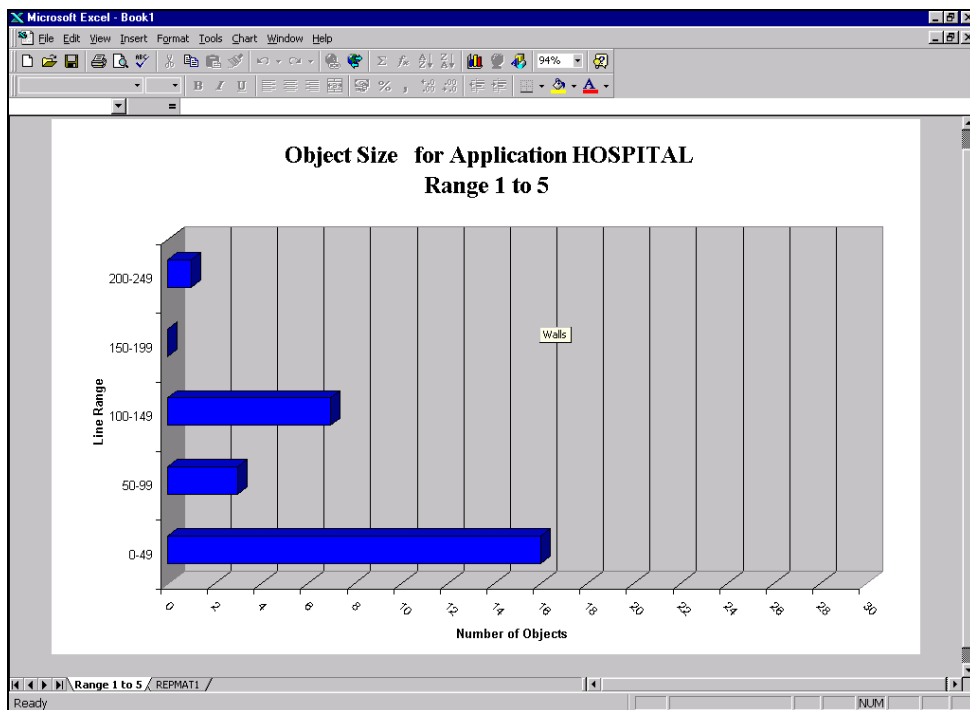 Microsoft Excel - Book1
File Edit View Insert Format Tools Chart Window Help
94%
B I U
=
Object Size for Application HOSPITAL
Range 1 to 5
Line Range
200-249
150-199
Walls
100-149
50-99
0-49
0 2 4 6 8 10 12 14 16 18 20 22 24 26 28 30
Number of Objects
Range 1 to 5 REPMAT1
Ready NUM